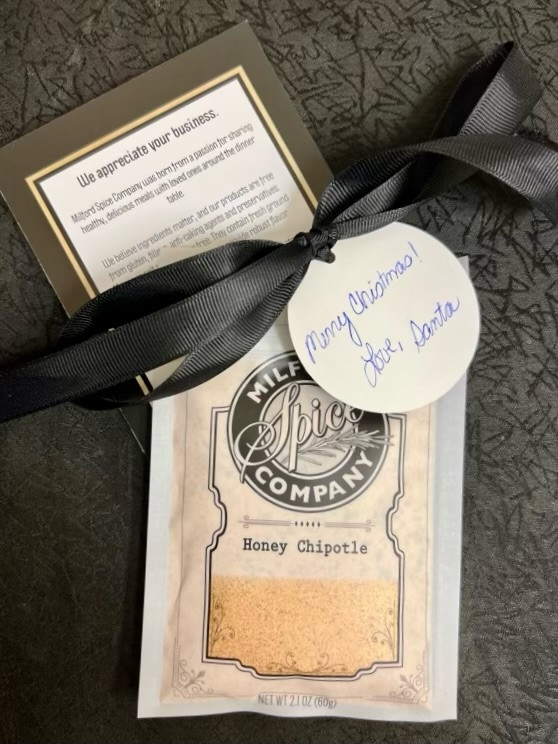 We appreciate your business.
Milford Spice Company was born from a passion for sharing
healthy, delicious meals with loved ones around the dinner
table.
We believe ingredients matter, and our products are free
from gluten, anti-caking agents and preservatives
free. They contain fresh ground
robust flavor
Merry Christmas!
Love, Santa
MILF
Spice
COMPANY
Honey Chipotle
NET WT 2.1 OZ (60g)